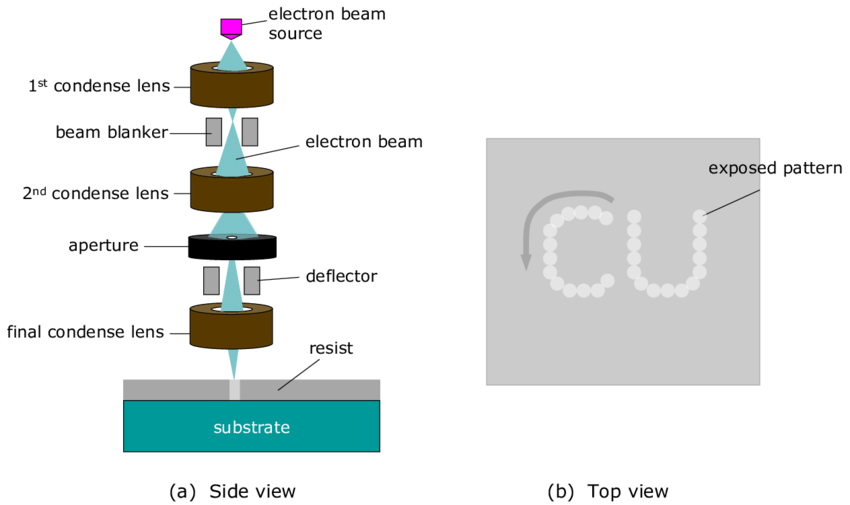 electron beam
source
1st condense lens
beam blanker
electron beam
2nd condense lens
aperture
deflector
final condense lens
resist
substrate
(a) Side view
exposed pattern
CU
(b) Top view